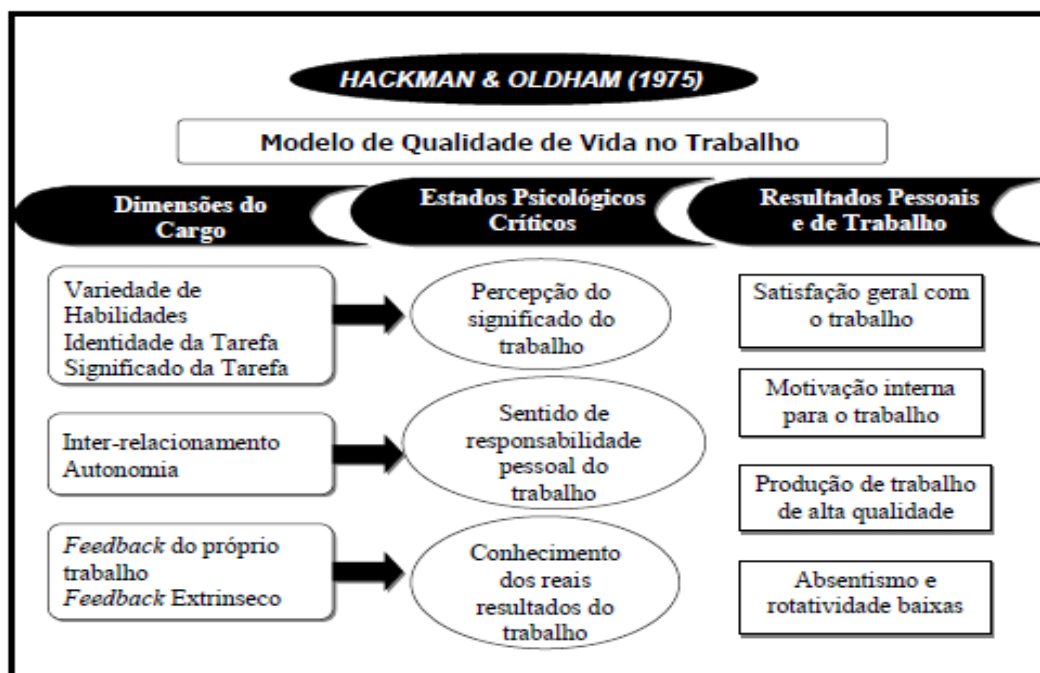 HACKMAN & OLDHAM (1975)
Modelo de Qualidade de Vida no Trabalho
Dimensões do
Cargo
Estados Psicológicos
Críticos
Resultados Pessoais
e de Trabalho
Variedade de
Habilidades
Identidade da Tarefa
Significado da Tarefa
Percepção do
significado do
trabalho
Satisfação geral com
o trabalho
Motivação interna
para o trabalho
Inter-relacionamento
Autonomia
Sentido de
responsabilidade
pessoal do
trabalho
Produção de trabalho
de alta qualidade
Feedback do próprio
trabalho
Feedback Extrinseco
Conhecimento
dos reais
resultados do
trabalho
Absentismo e
rotatividade baixas